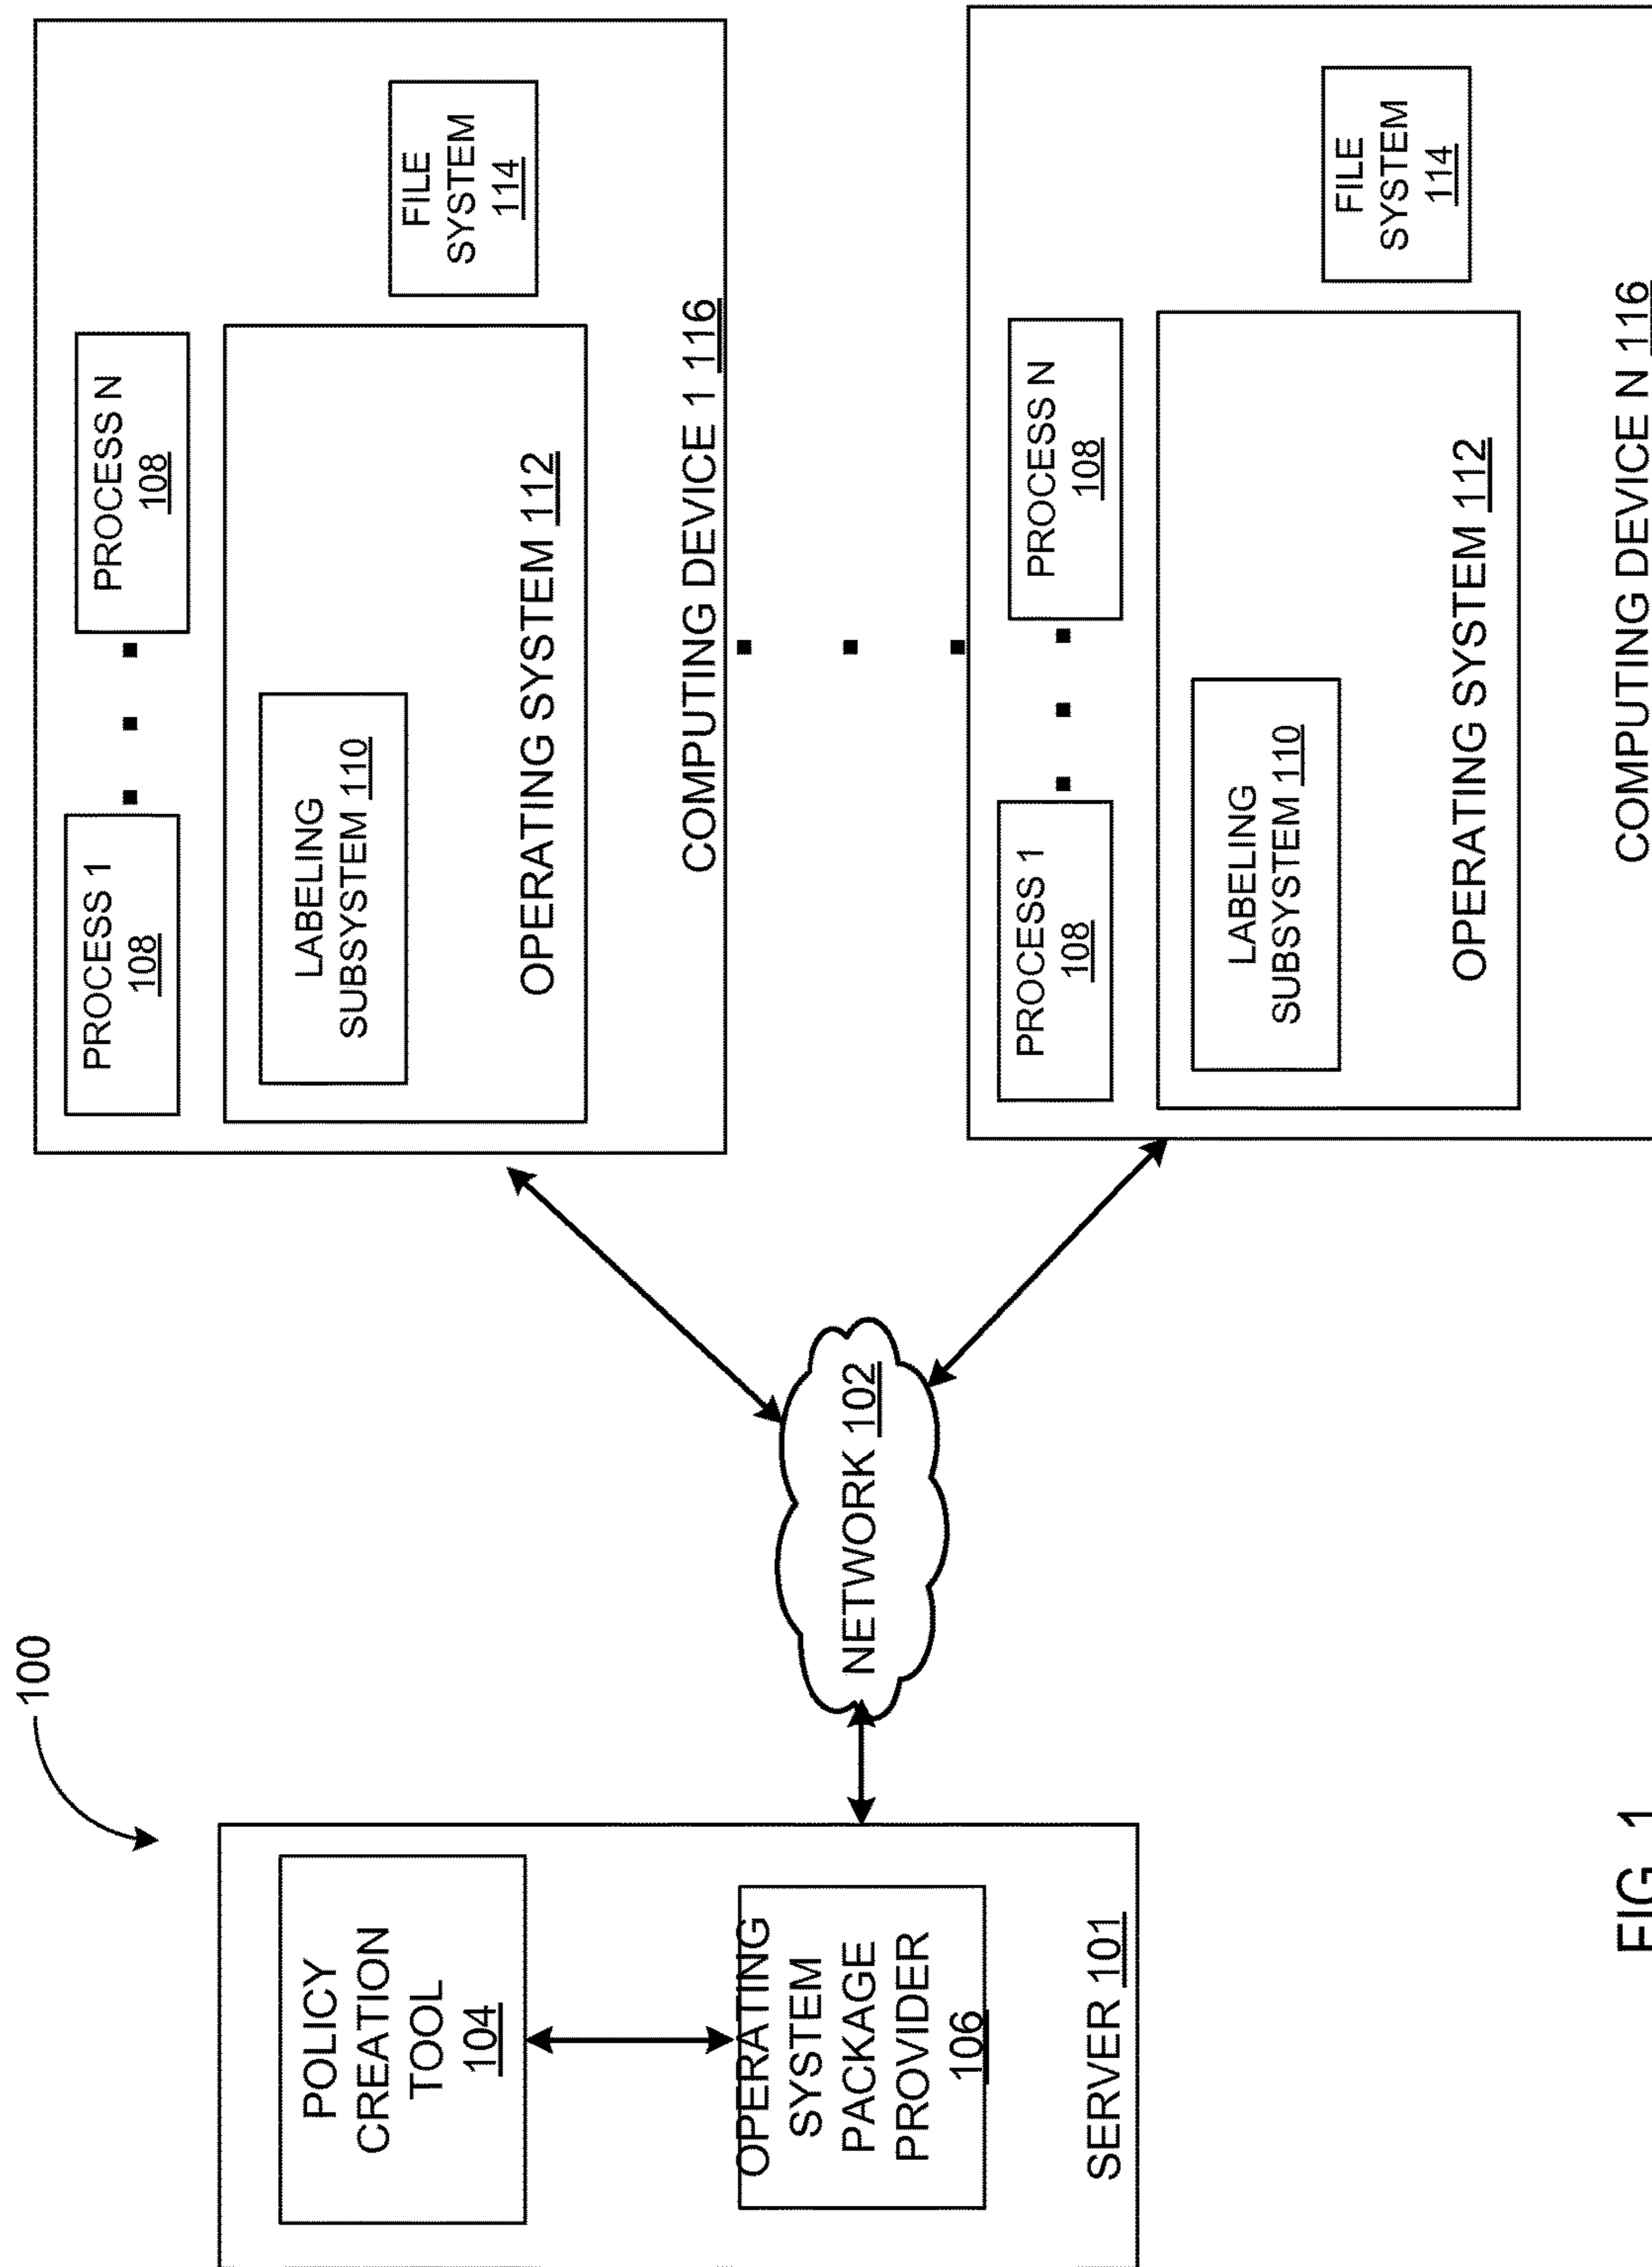 100
POLICY
CREATION
TOOL
104
OPERATING
SYSTEM
PACKAGE
PROVIDER
106
SERVER 101
NETWORK 102
PROCESS 1
108
PROCESS N
108
LABELING
SUBSYSTEM 110
OPERATING SYSTEM 112
FILE
SYSTEM
114
COMPUTING DEVICE 1 116
PROCESS 1
108
PROCESS N
108
LABELING
SUBSYSTEM 110
OPERATING SYSTEM 112
FILE
SYSTEM
114
COMPUTING DEVICE N 116
FIG. 1